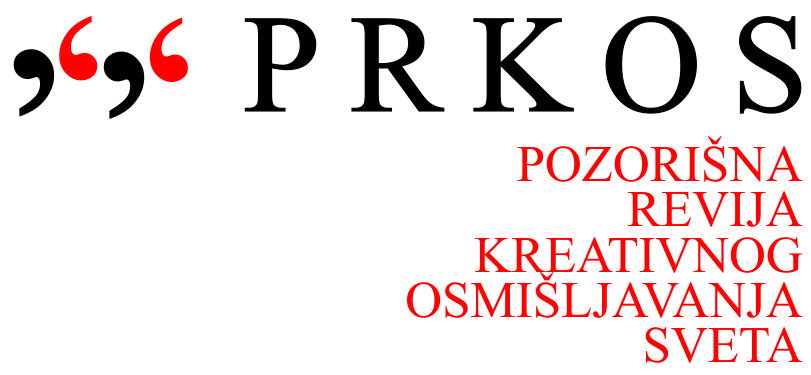 PRKOS
POZORIŠNA
REVIJA
KREATIVNOG
OSMIŠLJAVANJA
SVETA